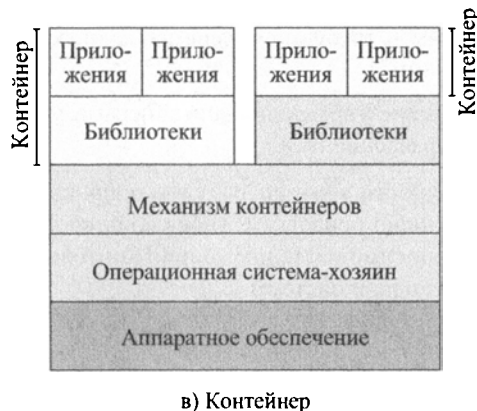 Контейнер
Прило-
жения
Прило-
жения
Библиотеки
Прило-
жения
Прило-
жения
Библиотеки
Контейнер
Механизм контейнеров
Операционная система-хозяин
Аппаратное обеспечение
в) Контейнер